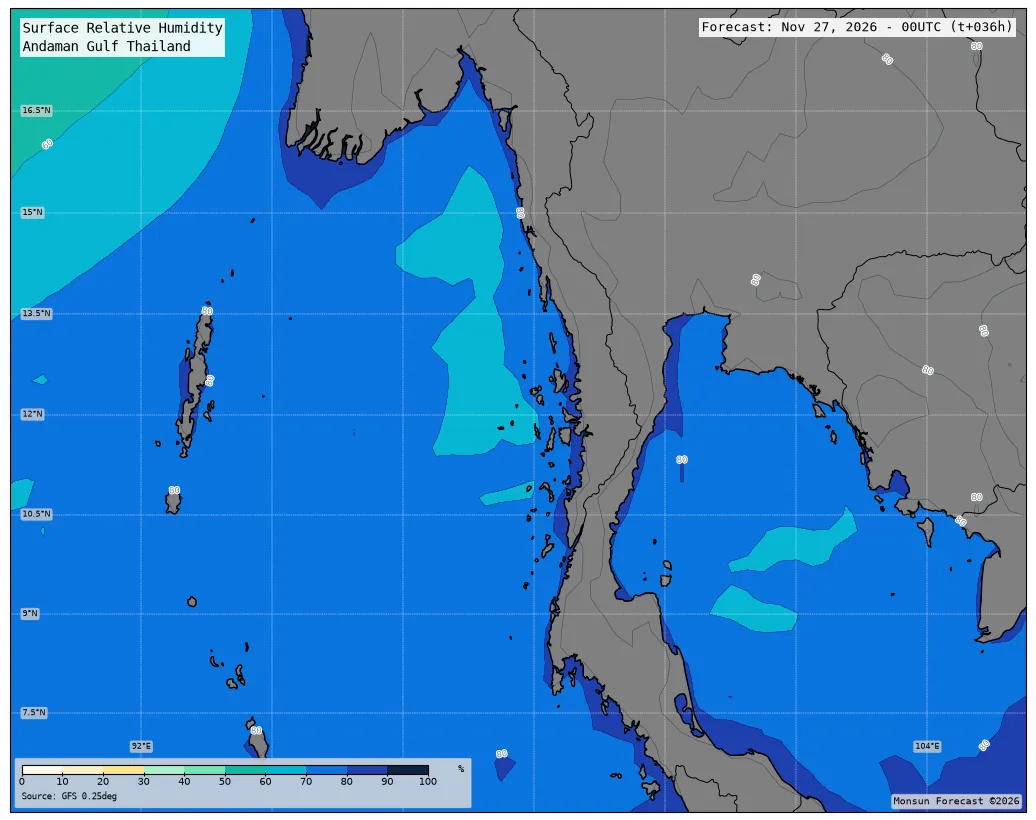 Surface Relative Humidity
Andaman Gulf Thailand
Forecast: Nov 27, 2026 - 00UTC (t+036h)
80
60
16.5°N
60
15°N
80
80
13.5°N
80
80
80
80
12°N
80
80
80
10.5°N
80
9°N
7.5°N
80
92°E
104°E
80
80
0 10 20 30 40 50 60 70 80 90 100 %
Source: GFS 0.25deg
Monsun Forecast ©2026